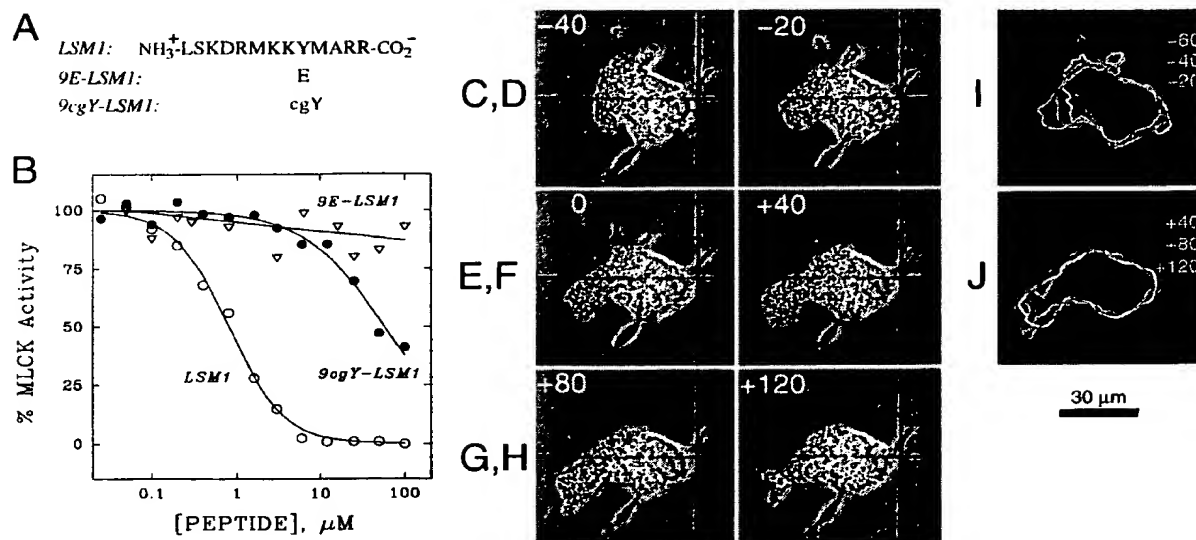 A
LSM1: NH₃⁺-LSKDRMKKYMARR-CO₂⁻
9E-LSM1: E
9cgY-LSM1: cgY
B
% MLCK Activity
100
75
50
25
0
9E-LSM1
LSM1
9cgY-LSM1
0.1 1 10 100
[PEPTIDE], μM
C,D
-40
-20
E,F
0
+40
G,H
+80
+120
I
-60
-40
-20
J
+40
+80
+120
30 μm